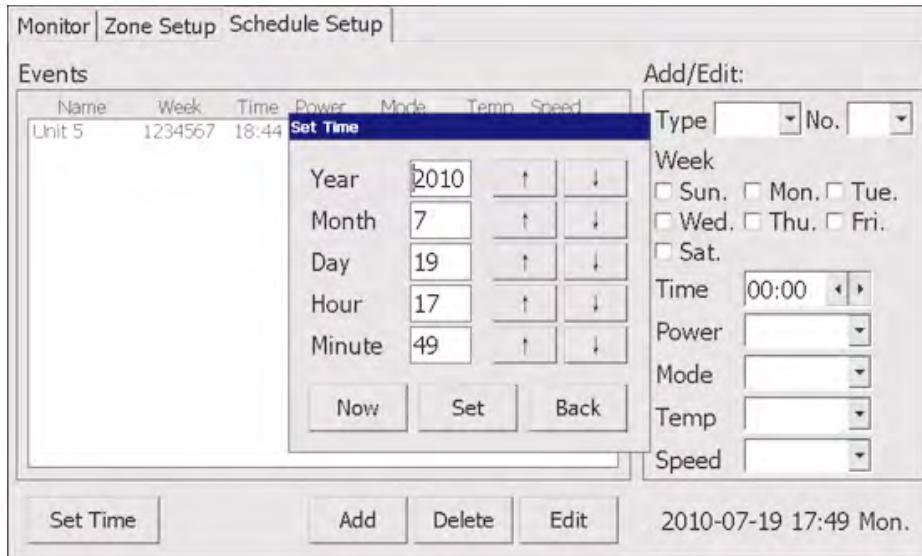 Monitor Zone Setup Schedule Setup
Events
Name Week Time Power Mode Temp Speed
Unit 5 1234567 18:44
Set Time
Year 2010 ↑ ↓
Month 7 ↑ ↓
Day 19 ↑ ↓
Hour 17 ↑ ↓
Minute 49 ↑ ↓
Now Set Back
Add/Edit:
Type No.
Week
Sun. Mon. Tue.
Wed. Thu. Fri.
Sat.
Time 00:00
Power
Mode
Temp
Speed
Set Time Add Delete Edit 2010-07-19 17:49 Mon.